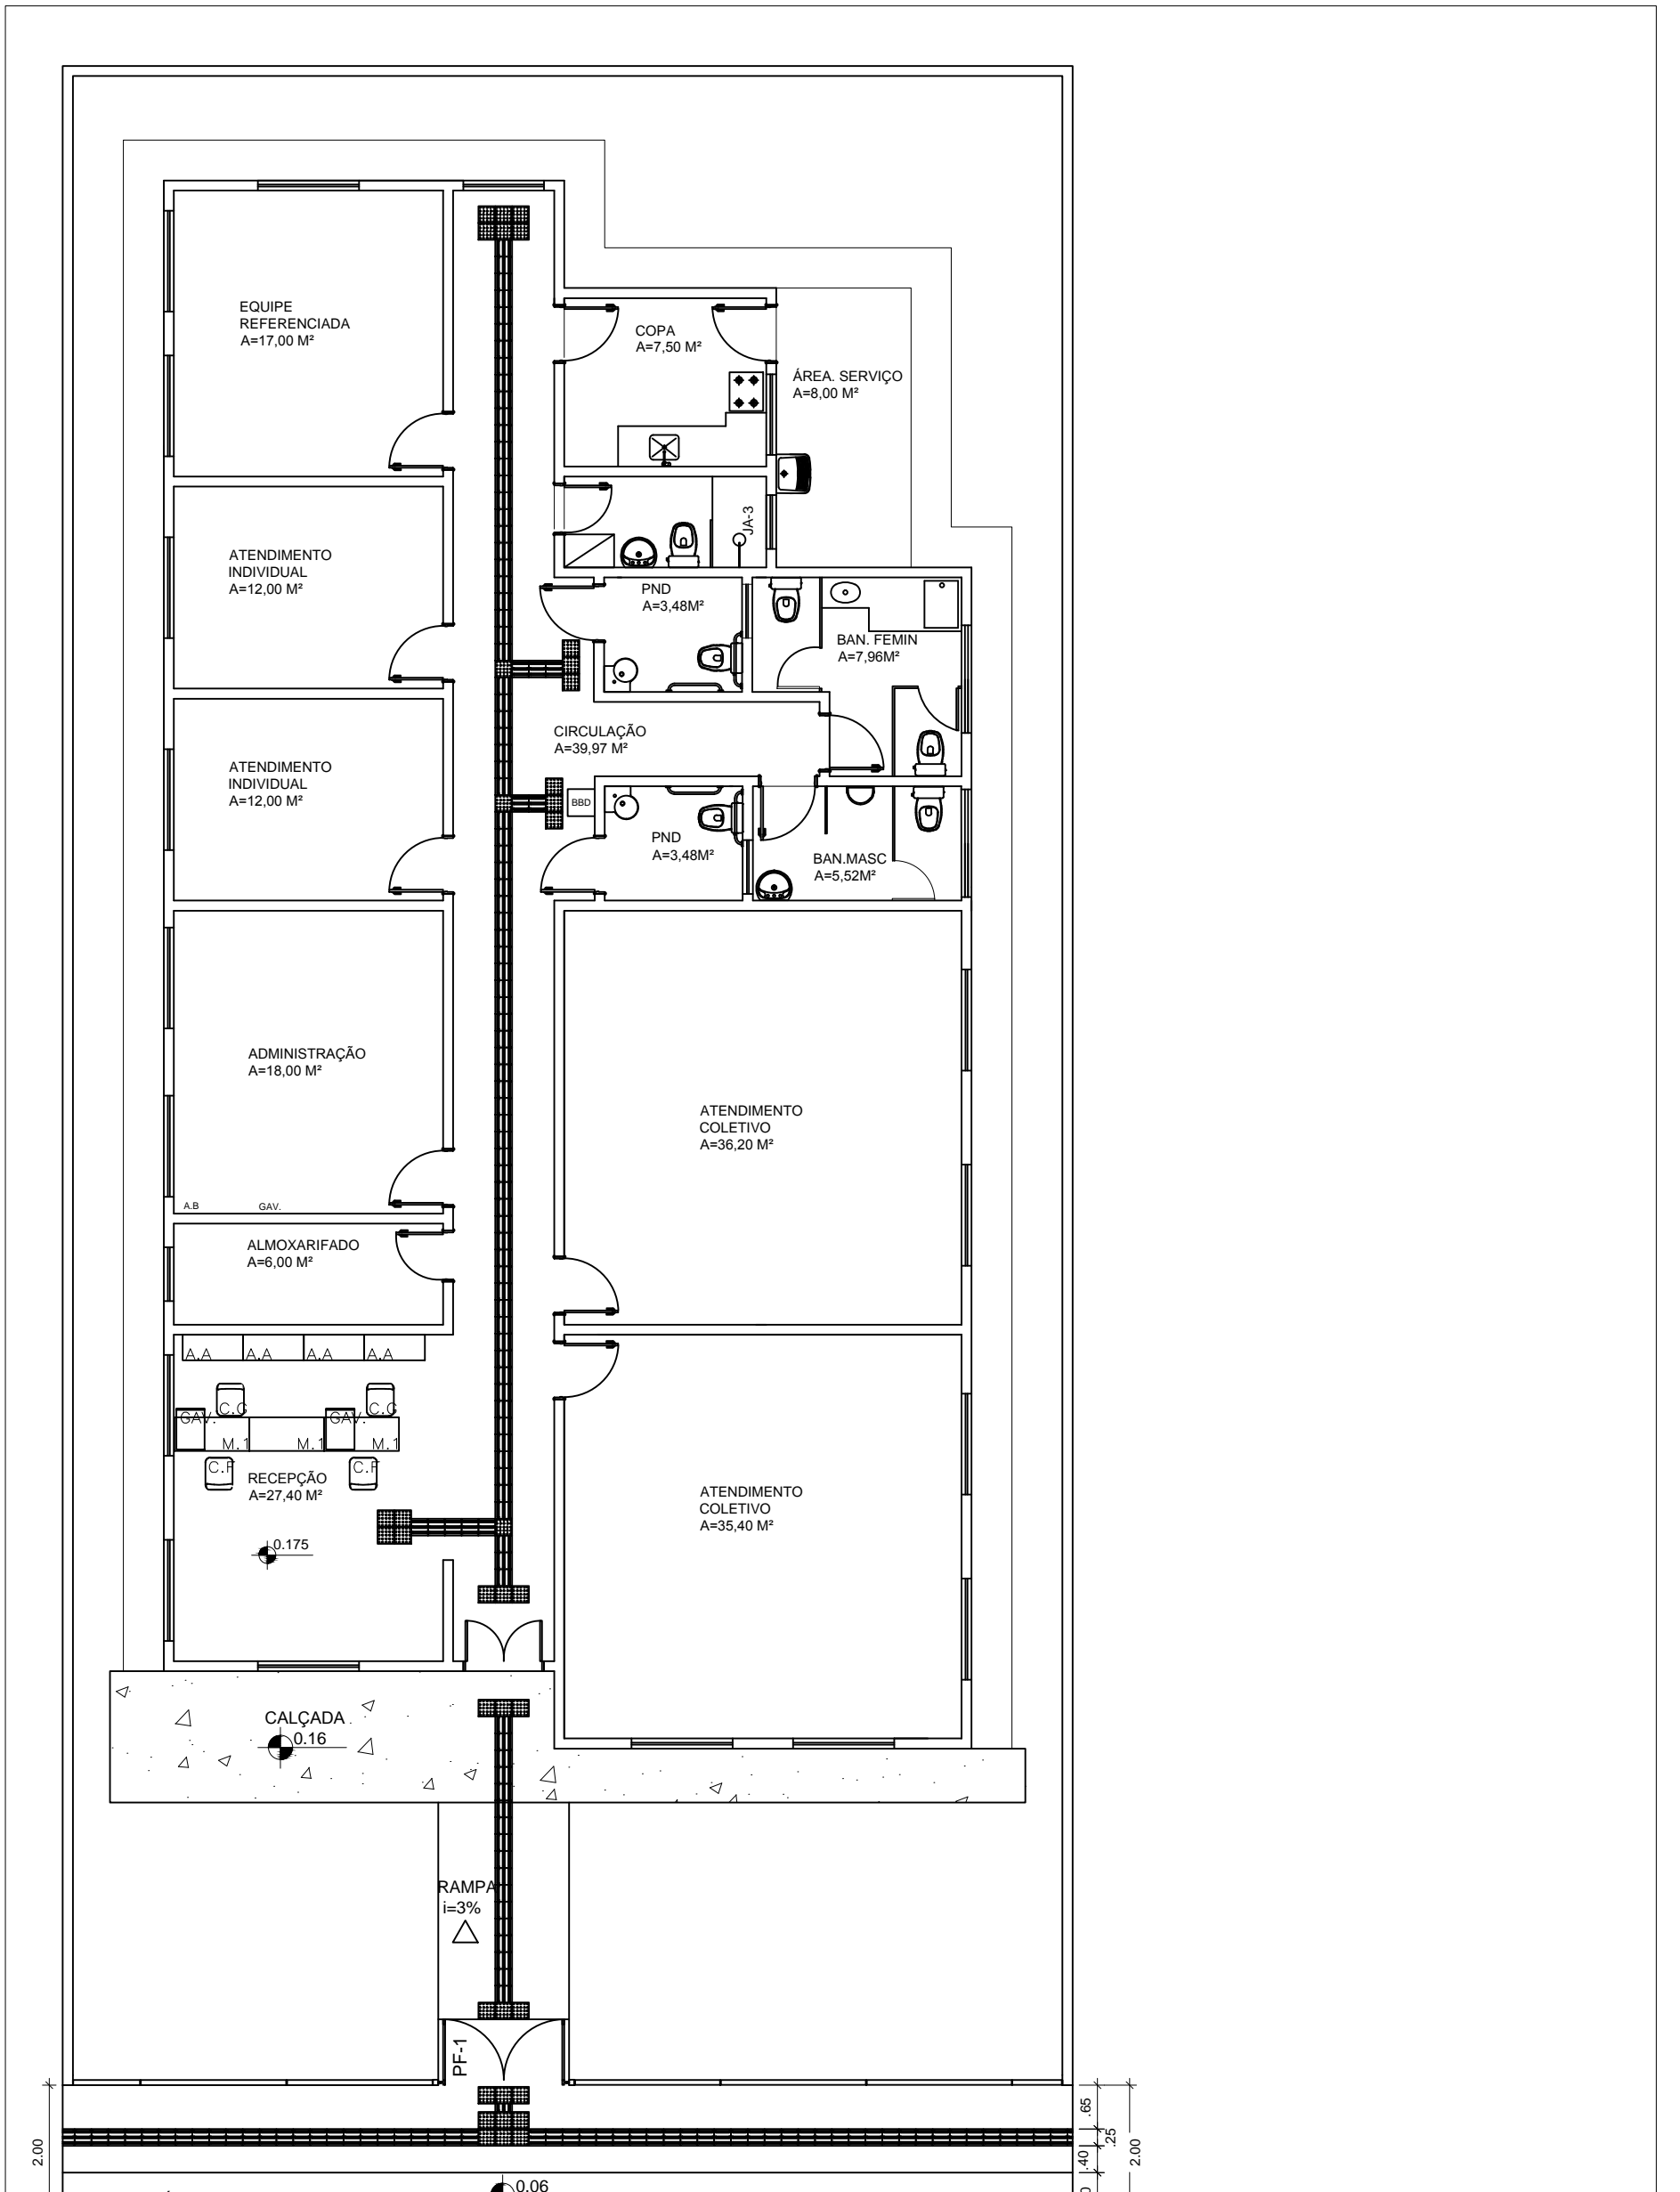 EQUIPE
REFERENCIADA
A=17,00 M²
COPA
A=7,50 M²
ÁREA. SERVIÇO
A=8,00 M²
JA-3
ATENDIMENTO
INDIVIDUAL
A=12,00 M²
PND
A=3,48M²
BAN. FEMIN
A=7,96M²
CIRCULAÇÃO
A=39,97 M²
ATENDIMENTO
INDIVIDUAL
A=12,00 M²
BBD
PND
A=3,48M²
BAN.MASC
A=5,52M²
ADMINISTRAÇÃO
A=18,00 M²
ATENDIMENTO
COLETIVO
A=36,20 M²
A.B
GAV.
ALMOXARIFADO
A=6,00 M²
A.A A.A A.A A.A
C.G C.G
GAV. GAV.
M.1 M.1 M.1
C.F C.F
RECEPÇÃO
A=27,40 M²
ATENDIMENTO
COLETIVO
A=35,40 M²
0.175
CALÇADA
0.16
RAMPA
i=3%
PF-1
.65
.25
.40
2.00
2.00
0.06